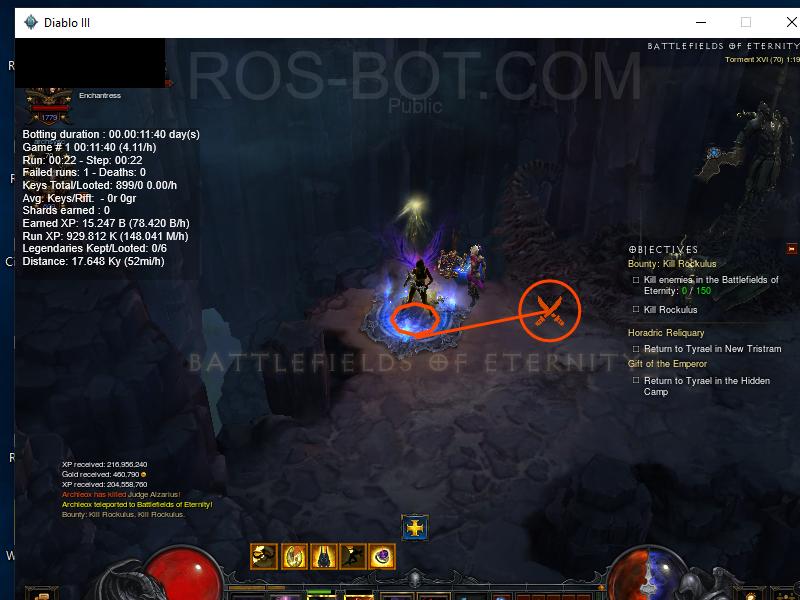 Diablo III
ROS-BOT.COM
Public
BATTLEFIELDS OF ETERNITY
Torment XVI (70) 1:19
Enchantress
1779
Botting duration : 00.00:11:40 day(s)
Game # 1 00:11:40 (4.11/h)
Run: 00:22 - Step: 00:22
Failed runs: 1 - Deaths: 0
Keys Total/Looted: 899/0 0.00/h
Avg: Keys/Rift:  - 0r 0gr
Shards earned : 0
Earned XP: 15.247 B (78.420 B/h)
Run XP: 929.812 K (148.041 M/h)
Legendaries Kept/Looted: 0/6
Distance: 17.648 Ky (52mi/h)
OBJECTIVES
Bounty: Kill Rockulus
Kill enemies in the Battlefields of
Eternity: 0 / 150
Kill Rockulus
Horadric Reliquary
Return to Tyrael in New Tristram
Gift of the Emperor
Return to Tyrael in the Hidden
Camp
BATTLEFIELDS OF ETERNITY
XP received: 216,956,240
Gold received: 460,790
XP received: 204,558,760
Archleox has killed Judge Alzarius!
Archleox teleported to Battlefields of Eternity!
Bounty: Kill Rockulus. Kill Rockulus.